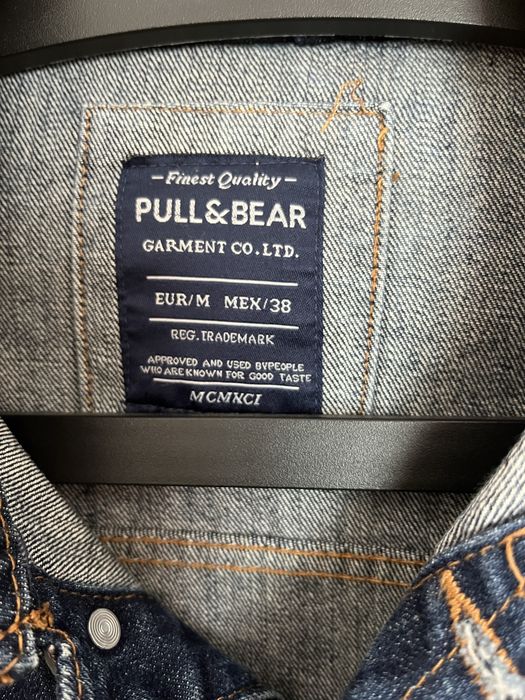 - Finest Quality -
PULL&BEAR
GARMENT CO.LTD.
EUR/M MEX/38
REG.TRADEMARK
APPROVED AND USED BYPEOPLE
WHO ARE KNOWN FOR GOOD TASTE
MCMXCI